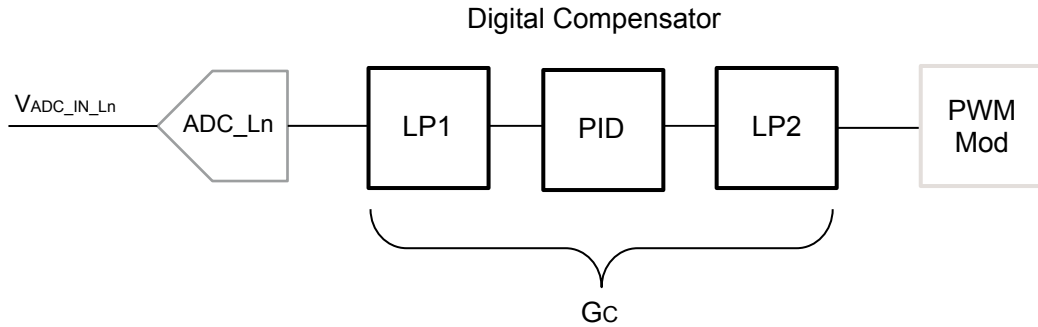 Digital Compensator
VADC_IN_Ln
ADC_Ln
LP1
PID
LP2
PWM
Mod
GC